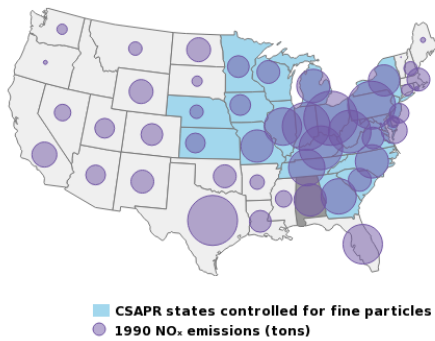 CSAPR states controlled for fine particles
1990 NOₓ emissions (tons)